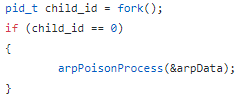 pid_t child_id = fork();
if (child_id == 0)
{
        arpPoisonProcess(&arpData);
}